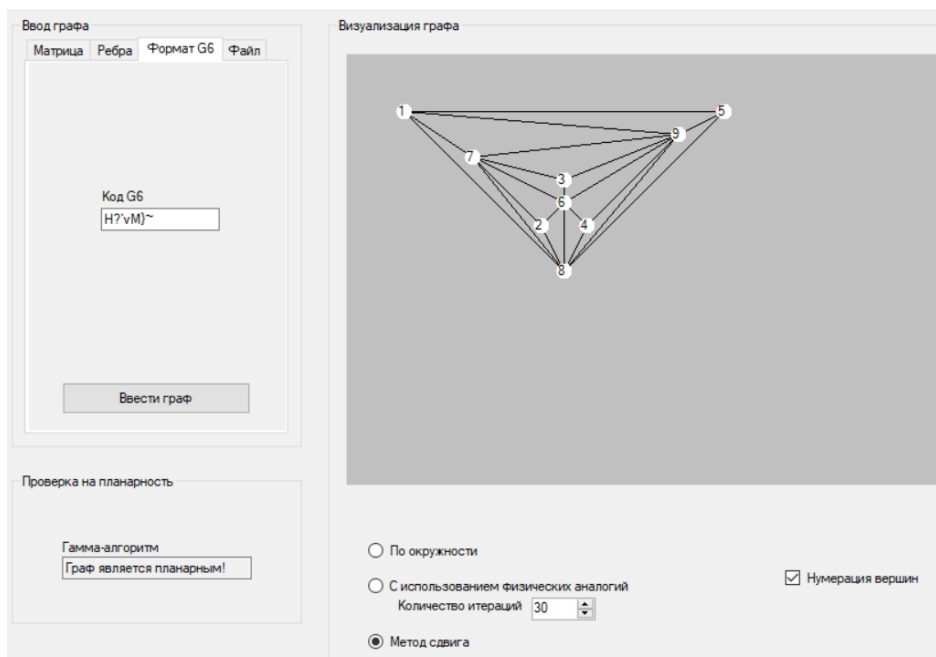 Ввод графа
Матрица Ребра Формат G6 Файл
Код G6
H?`vM}~
Ввести граф
Проверка на планарность
Гамма-алгоритм
Граф является планарным!
Визуализация графа
1 5
9
7
3
6
2 4
8
По окружности
С использованием физических аналогий
Количество итераций 30
Метод сдвига
Нумерация вершин